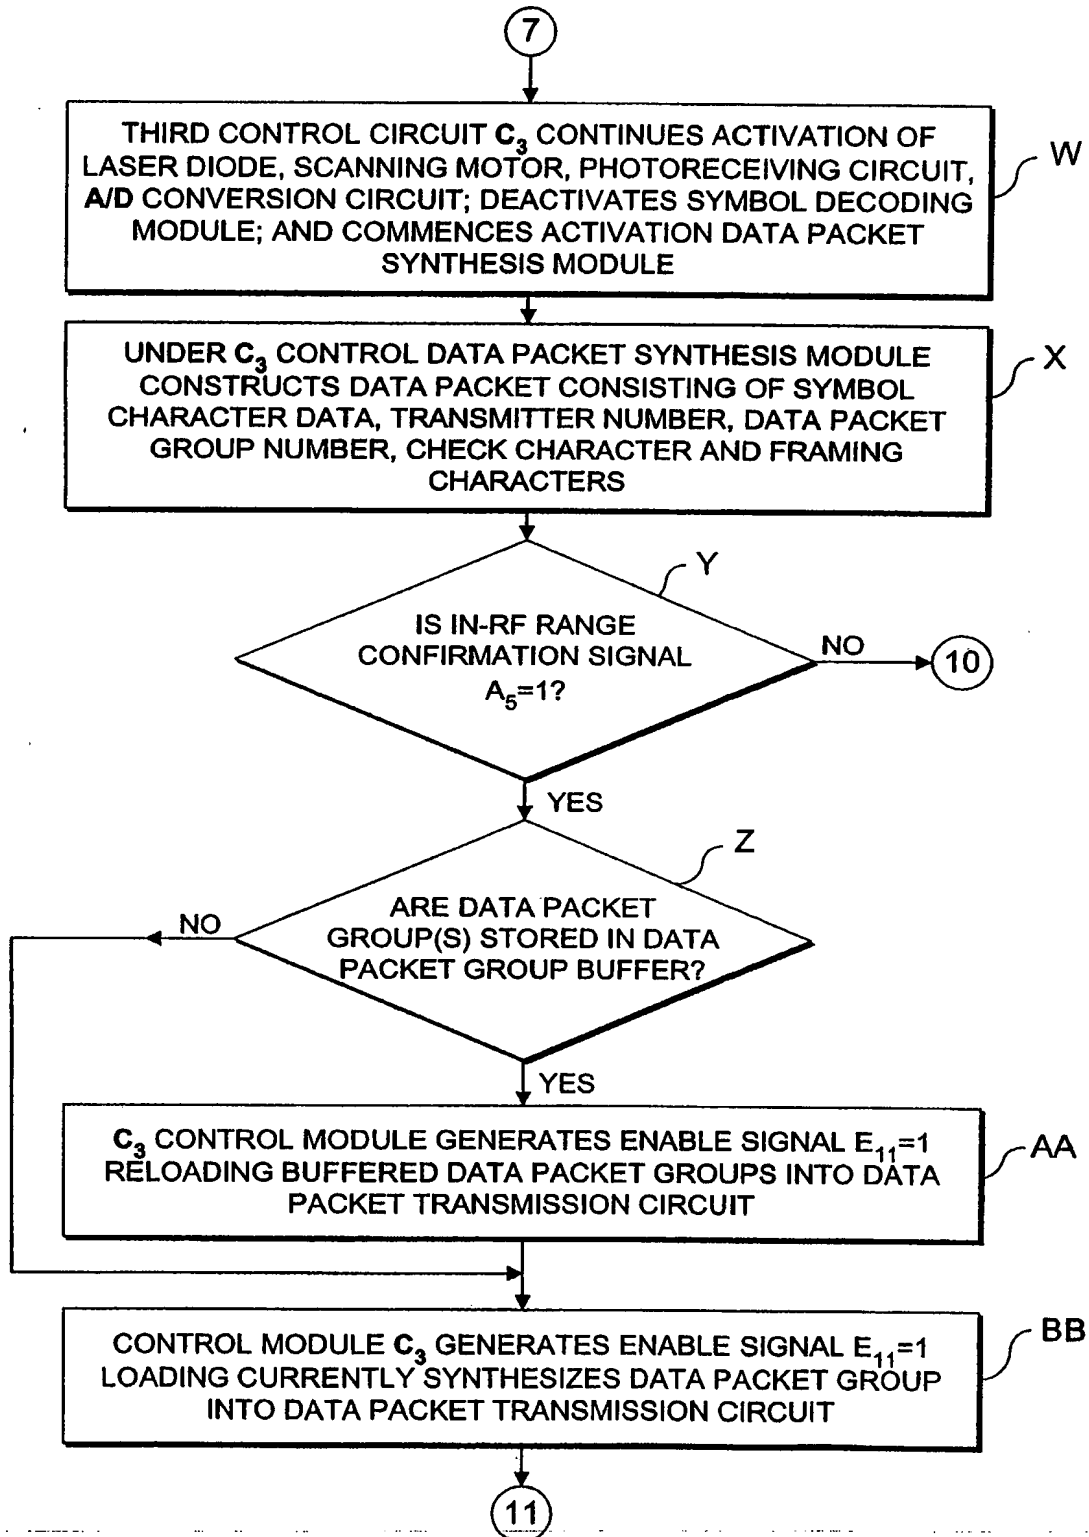 7
THIRD CONTROL CIRCUIT C3 CONTINUES ACTIVATION OF
LASER DIODE, SCANNING MOTOR, PHOTORECEIVING CIRCUIT,
A/D CONVERSION CIRCUIT; DEACTIVATES SYMBOL DECODING
MODULE; AND COMMENCES ACTIVATION DATA PACKET
SYNTHESIS MODULE
W
UNDER C3 CONTROL DATA PACKET SYNTHESIS MODULE
CONSTRUCTS DATA PACKET CONSISTING OF SYMBOL
CHARACTER DATA, TRANSMITTER NUMBER, DATA PACKET
GROUP NUMBER, CHECK CHARACTER AND FRAMING
CHARACTERS
X
IS IN-RF RANGE
CONFIRMATION SIGNAL
A5=1?
Y
NO
10
YES
ARE DATA PACKET
GROUP(S) STORED IN DATA
PACKET GROUP BUFFER?
Z
NO
YES
C3 CONTROL MODULE GENERATES ENABLE SIGNAL E11=1
RELOADING BUFFERED DATA PACKET GROUPS INTO DATA
PACKET TRANSMISSION CIRCUIT
AA
CONTROL MODULE C3 GENERATES ENABLE SIGNAL E11=1
LOADING CURRENTLY SYNTHESIZES DATA PACKET GROUP
INTO DATA PACKET TRANSMISSION CIRCUIT
BB
11